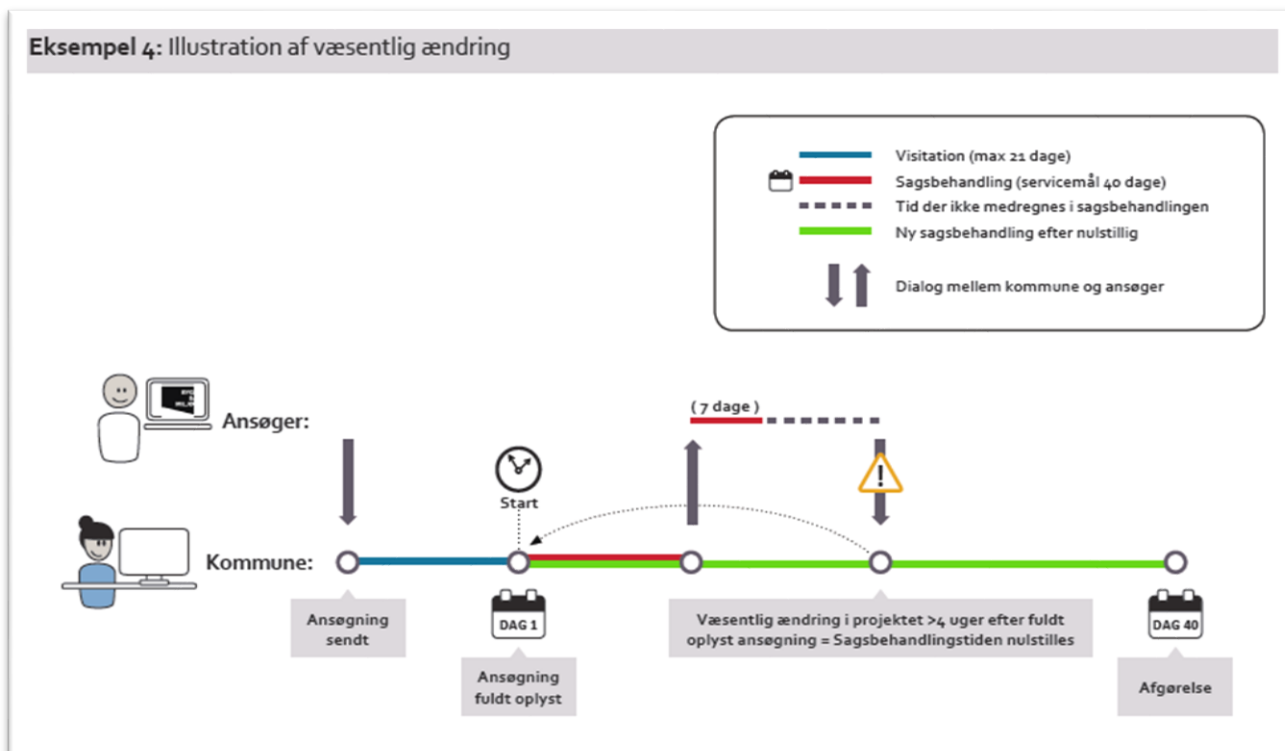 Eksempel 4: Illustration af væsentlig ændring
Visitation (max 21 dage)
Sagsbehandling (servicemål 40 dage)
Tid der ikke medregnes i sagsbehandlingen
Ny sagsbehandling efter nulstillig
Dialog mellem kommune og ansøger
Ansøger:
( 7 dage )
Start
!
Kommune:
Ansøgning
sendt
DAG 1
Ansøgning
fuldt oplyst
Væsentlig ændring i projektet >4 uger efter fuldt
oplyst ansøgning = Sagsbehandlingstiden nulstilles
DAG 40
Afgørelse